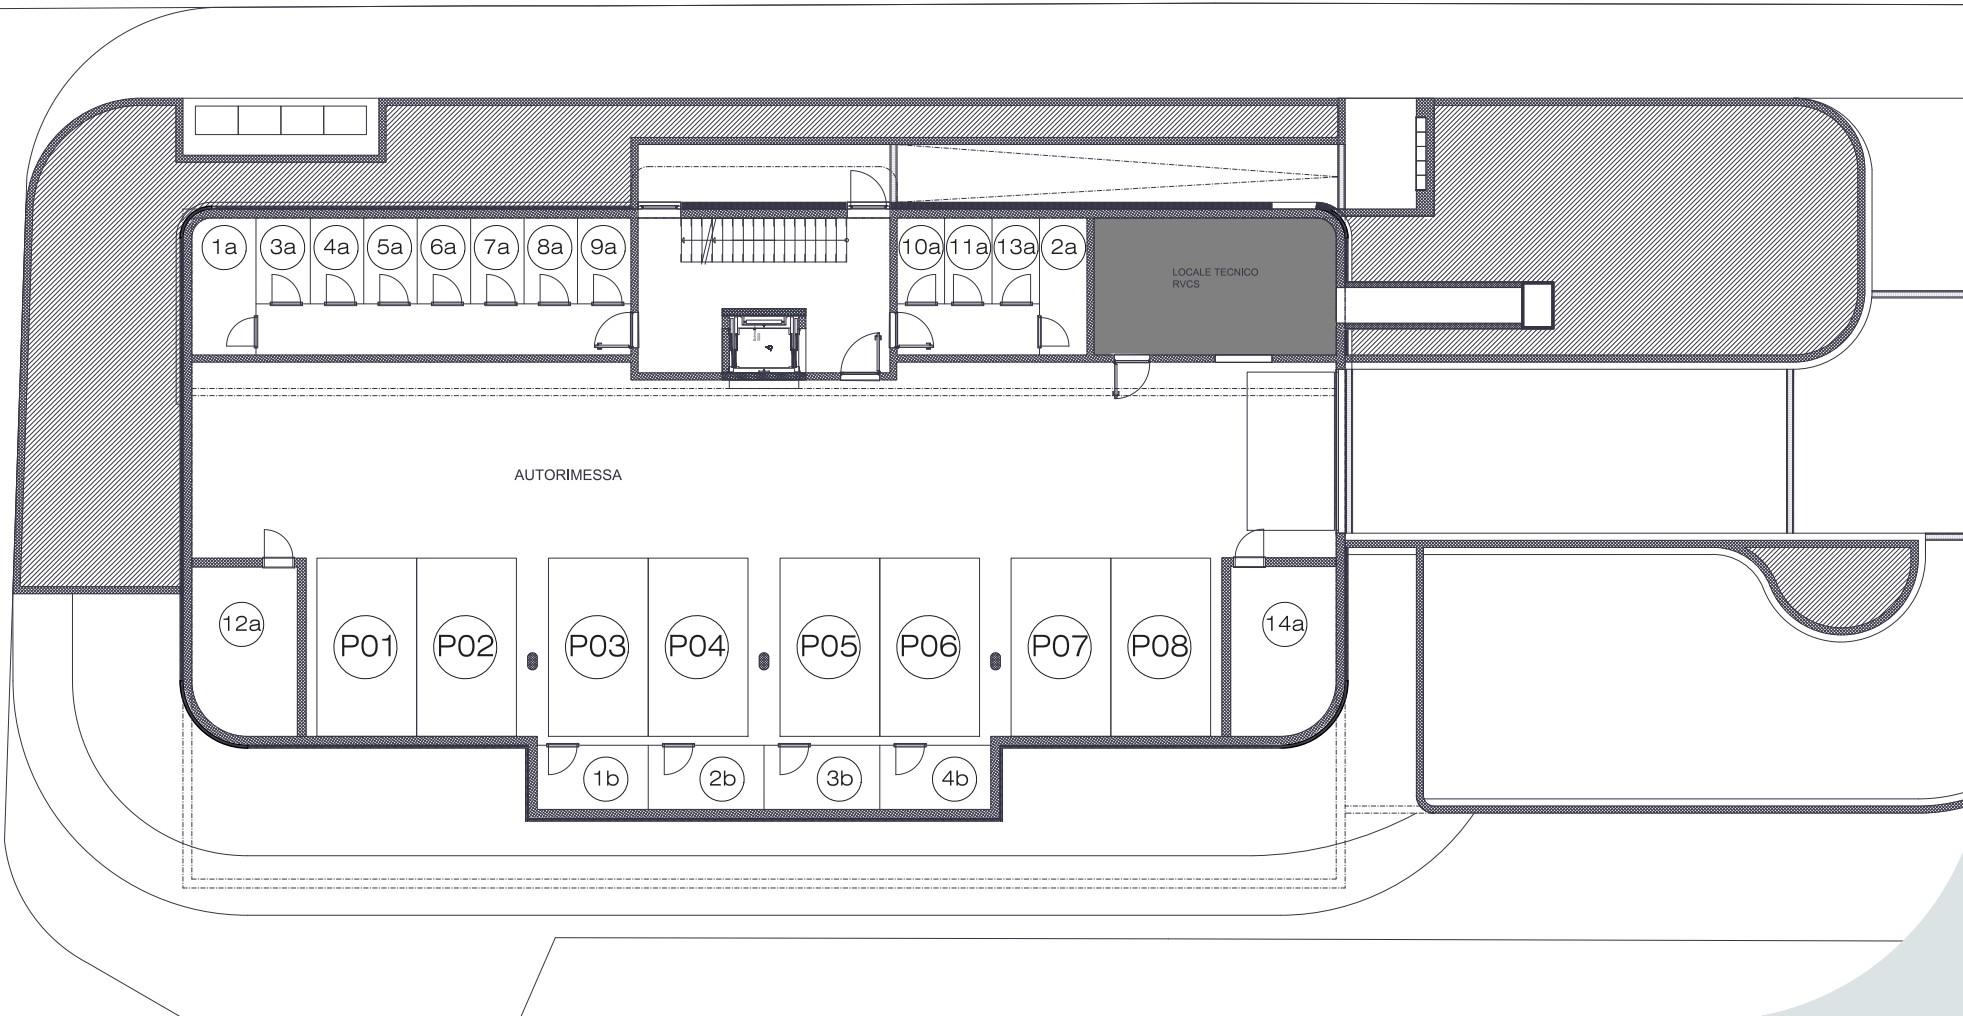 1a 3a 4a 5a 6a 7a 8a 9a 10a 11a 13a 2a
LOCALE TECNICO
RVCS
AUTORIMESSA
12a 14a
P01 P02 P03 P04 P05 P06 P07 P08
1b 2b 3b 4b